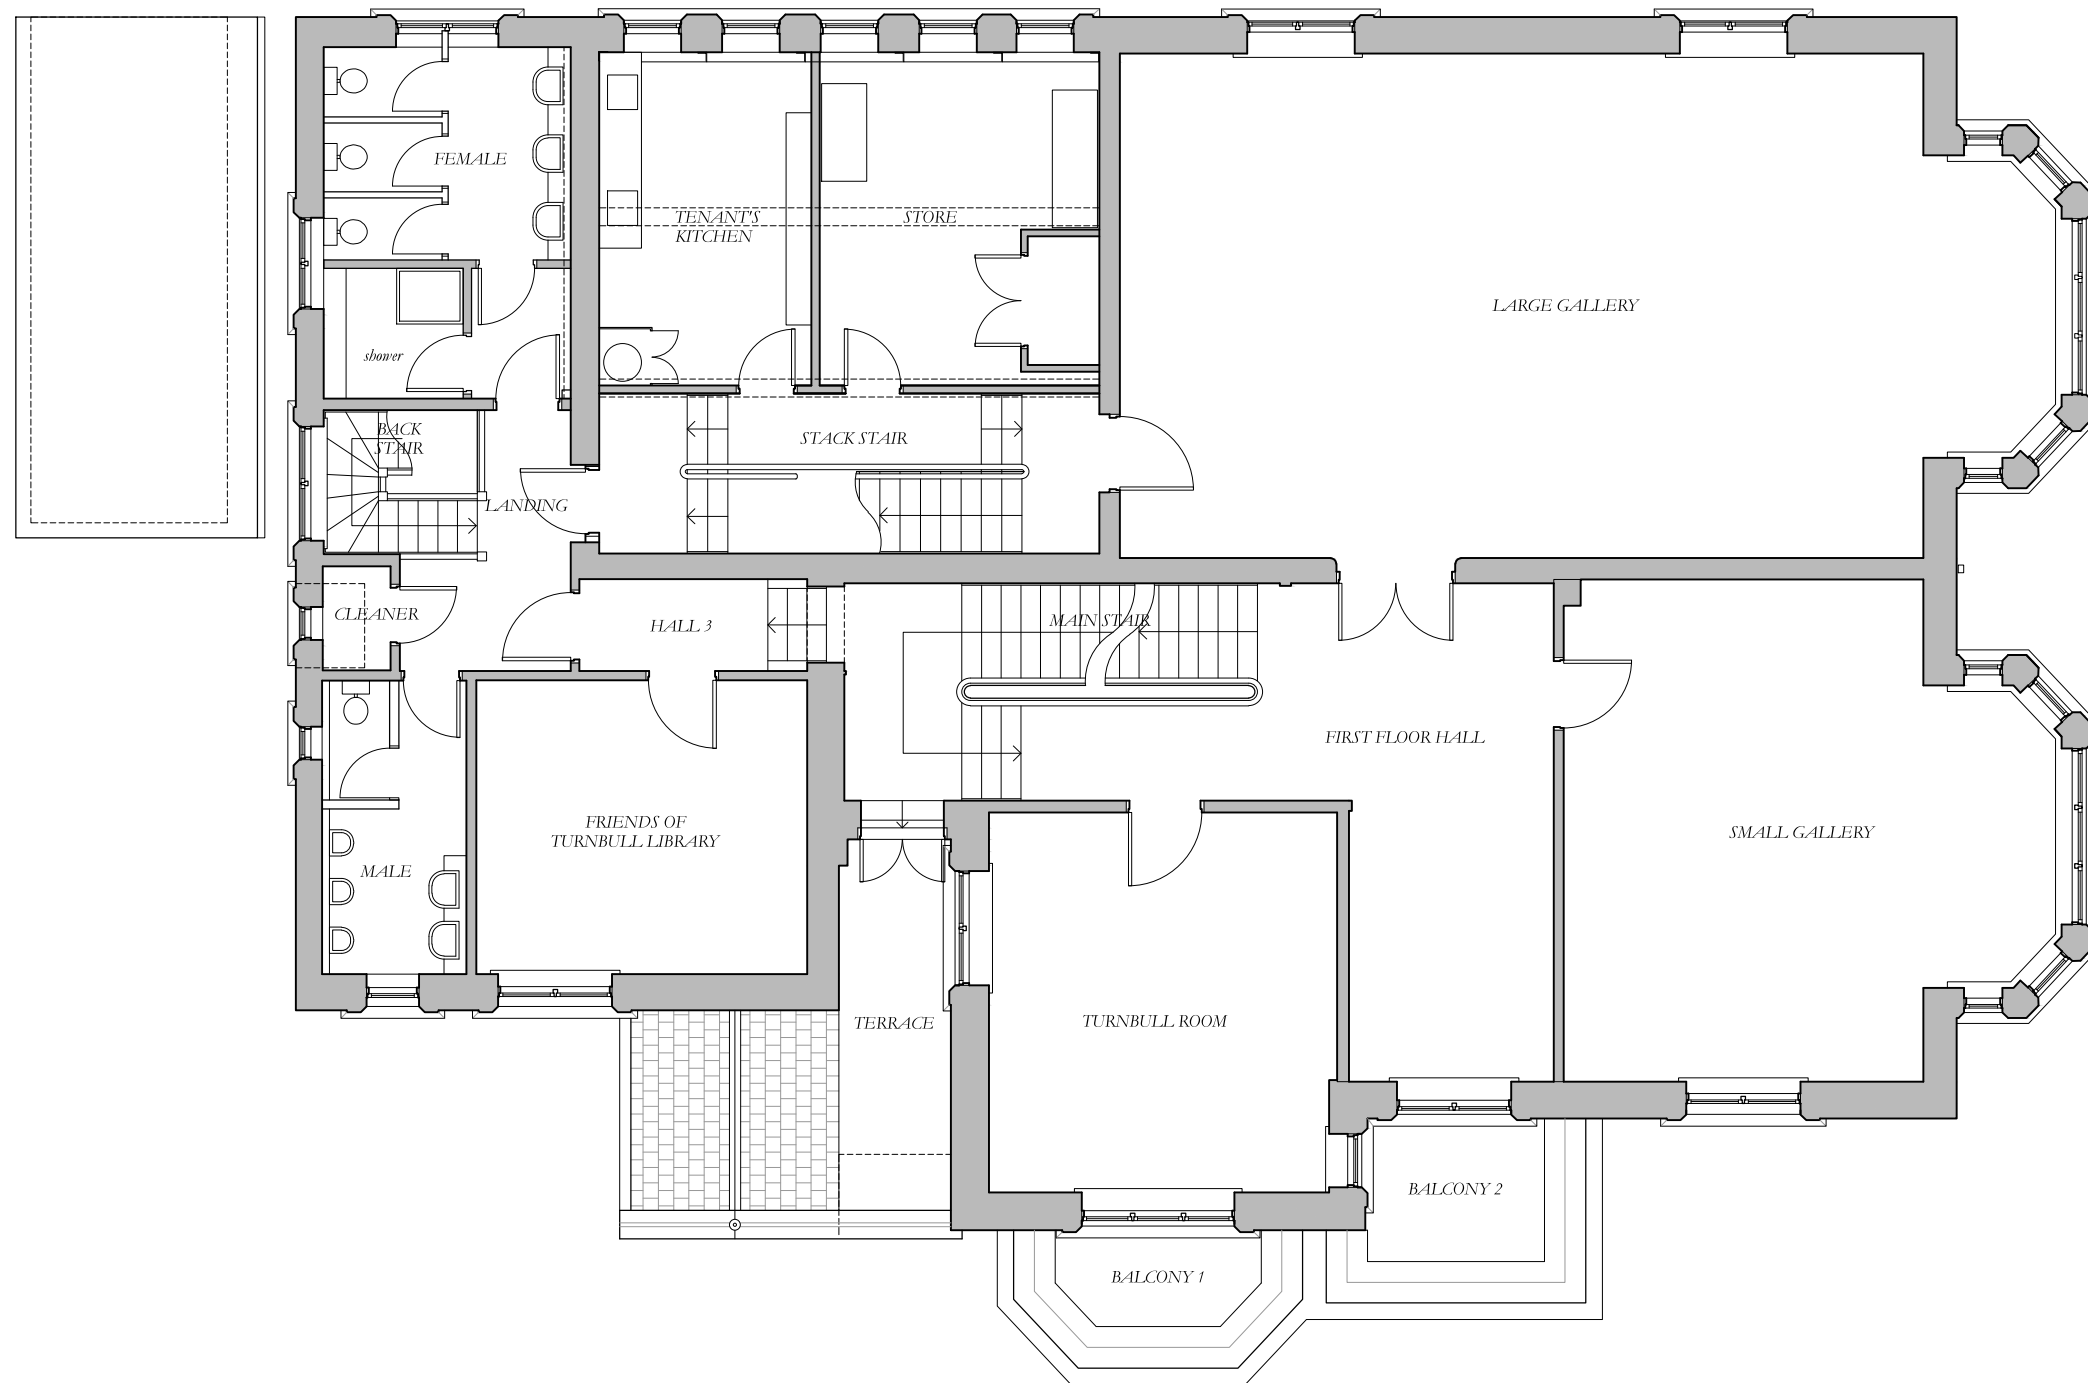 FEMALE
TENANT'S
KITCHEN
STORE
LARGE GALLERY
shower
BACK
STAIR
STACK STAIR
LANDING
CLEANER
HALL 3
MAIN STAIR
FIRST FLOOR HALL
FRIENDS OF
TURNBULL LIBRARY
SMALL GALLERY
MALE
TERRACE
TURNBULL ROOM
BALCONY 2
BALCONY 1